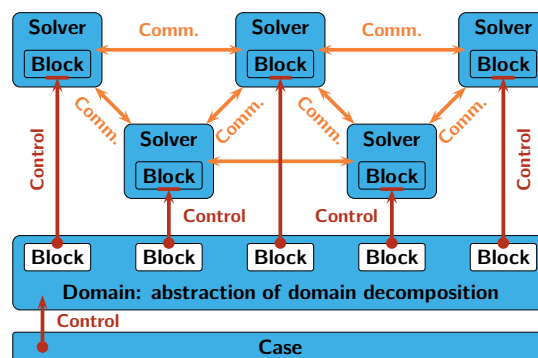 Solver
Comm.
Solver
Comm.
Solver
Block
Block
Block
Comm.
Comm.
Comm.
Comm.
Control
Solver
Solver
Control
Block
Block
Control
Control
Block
Block
Block
Block
Block
Domain: abstraction of domain decomposition
Control
Case